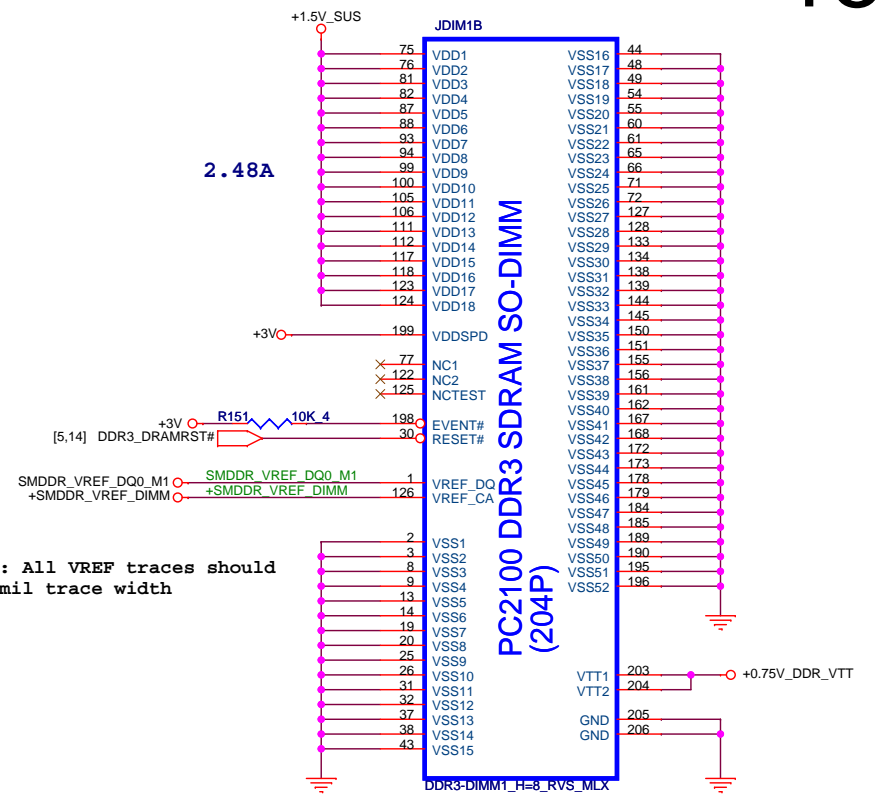 +1.5V_SUS
JDIM1B
2.48A
75 VDD1
76 VDD2
81 VDD3
82 VDD4
87 VDD5
88 VDD6
93 VDD7
94 VDD8
99 VDD9
100 VDD10
105 VDD11
106 VDD12
111 VDD13
112 VDD14
117 VDD15
118 VDD16
123 VDD17
124 VDD18
+3V 199 VDDSPD
77 NC1
122 NC2
125 NCTEST
+3V R151 10K_4 198 EVENT#
[5,14] DDR3_DRAMRST# 30 RESET#
SMDDR_VREF_DQ0_M1 SMDDR_VREF_DQ0_M1 1 VREF_DQ
+SMDDR_VREF_DIMM +SMDDR_VREF_DIMM 126 VREF_CA
: All VREF traces should
mil trace width
2 VSS1
3 VSS2
8 VSS3
9 VSS4
13 VSS5
14 VSS6
19 VSS7
20 VSS8
25 VSS9
26 VSS10
31 VSS11
32 VSS12
37 VSS13
38 VSS14
43 VSS15
PC2100 DDR3 SDRAM SO-DIMM
(204P)
VSS16 44
VSS17 48
VSS18 49
VSS19 54
VSS20 55
VSS21 60
VSS22 61
VSS23 65
VSS24 66
VSS25 71
VSS26 72
VSS27 127
VSS28 128
VSS29 133
VSS30 134
VSS31 138
VSS32 139
VSS33 144
VSS34 145
VSS35 150
VSS36 151
VSS37 155
VSS38 156
VSS39 161
VSS40 162
VSS41 167
VSS42 168
VSS43 172
VSS44 173
VSS45 178
VSS46 179
VSS47 184
VSS48 185
VSS49 189
VSS50 190
VSS51 195
VSS52 196
VTT1 203 +0.75V_DDR_VTT
VTT2 204
GND 205
GND 206
DDR3-DIMM1_H=8_RVS_MLX